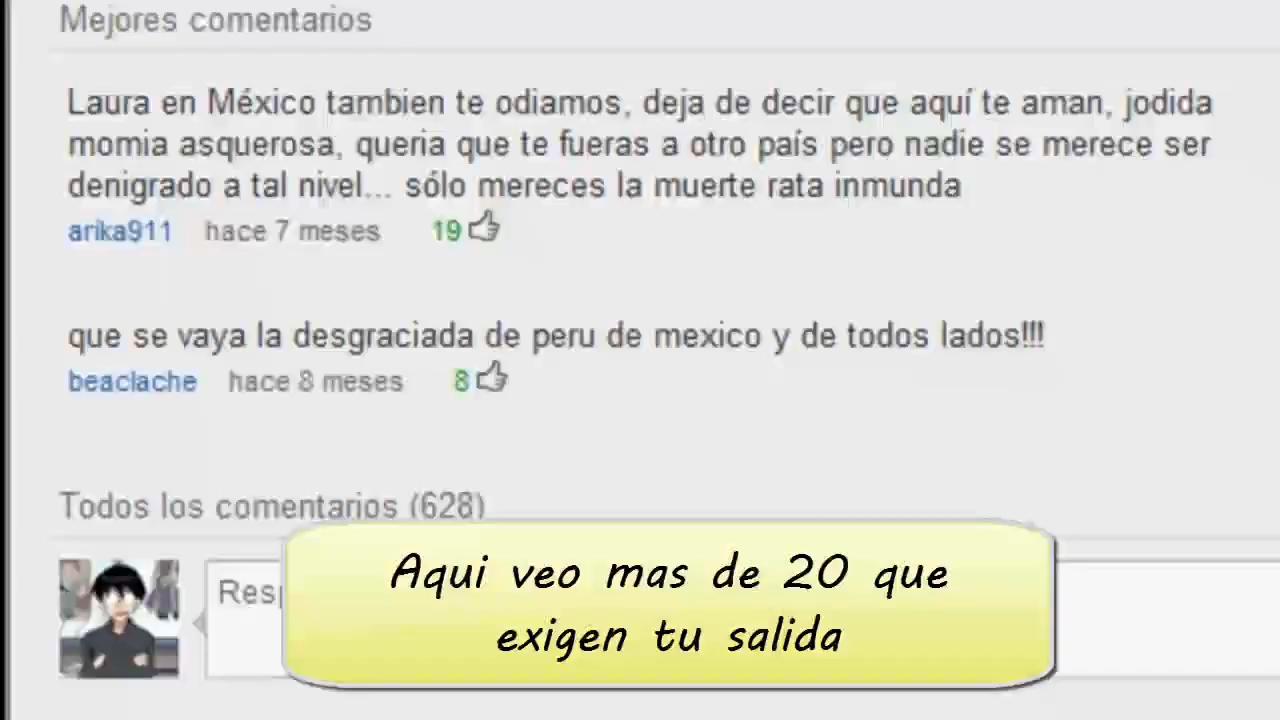 Mejores comentarios
Laura en México tambien te odiamos, deja de decir que aquí te aman, jodida
momia asquerosa, queria que te fueras a otro país pero nadie se merece ser
denigrado a tal nivel... sólo mereces la muerte rata inmunda
arika911 hace 7 meses 19
que se vaya la desgraciada de peru de mexico y de todos lados!!!
beaclache hace 8 meses 8
Todos los comentarios (628)
Resp
Aqui veo mas de 20 que
exigen tu salida